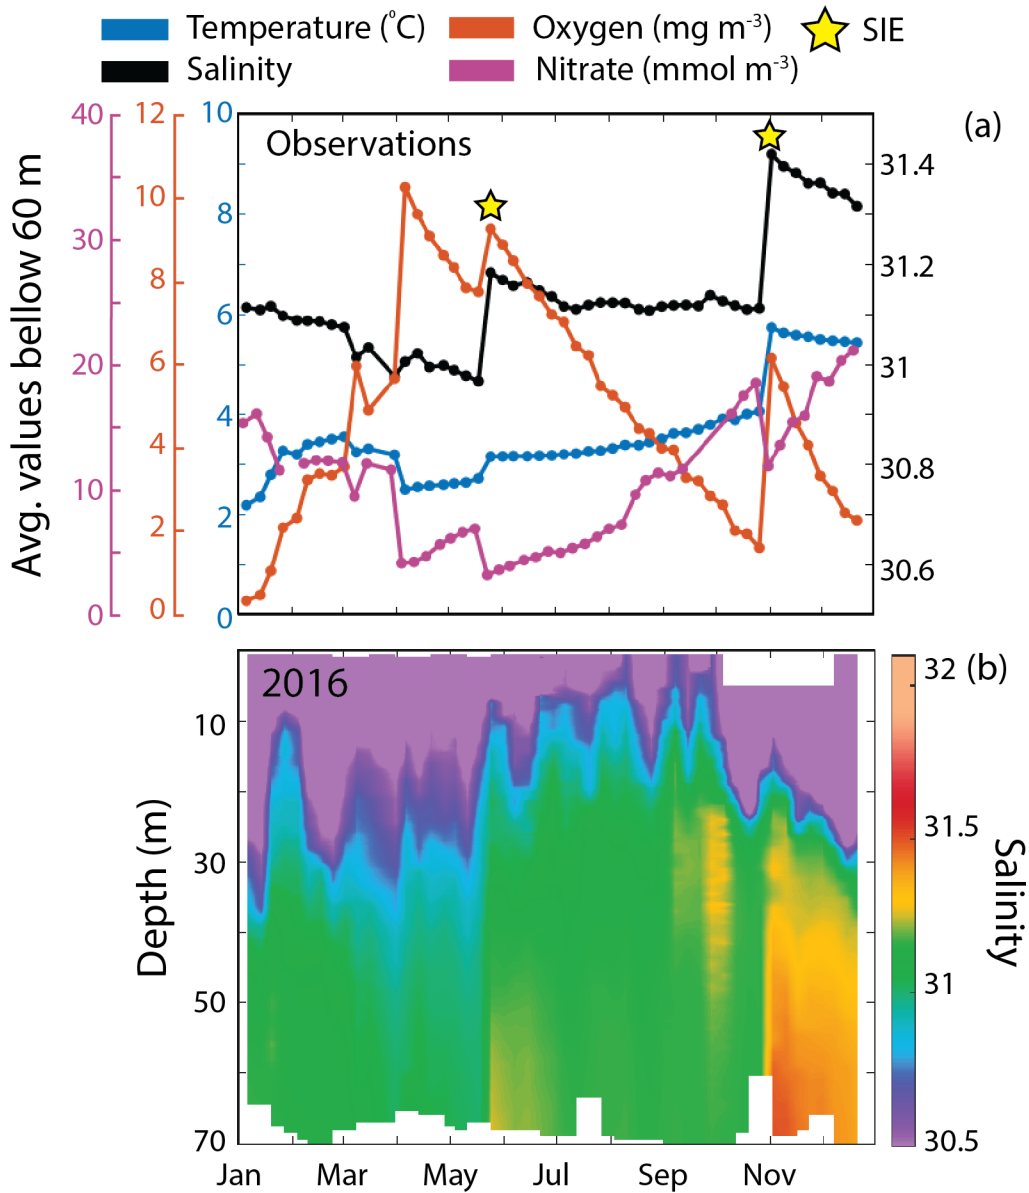 Temperature (°C) Oxygen (mg m-3) SIE
Salinity Nitrate (mmol m-3)
40 12 10 (a)
Observations
31.4
10
30 8 8 31.2
6 6
20 6 31
4 4
10 30.8
2 2
30.6
0 0 0
Avg. values bellow 60 m
2016 32 (b)
10
30 31.5
50 31
70 30.5
Depth (m)
Salinity
Jan Mar May Jul Sep Nov